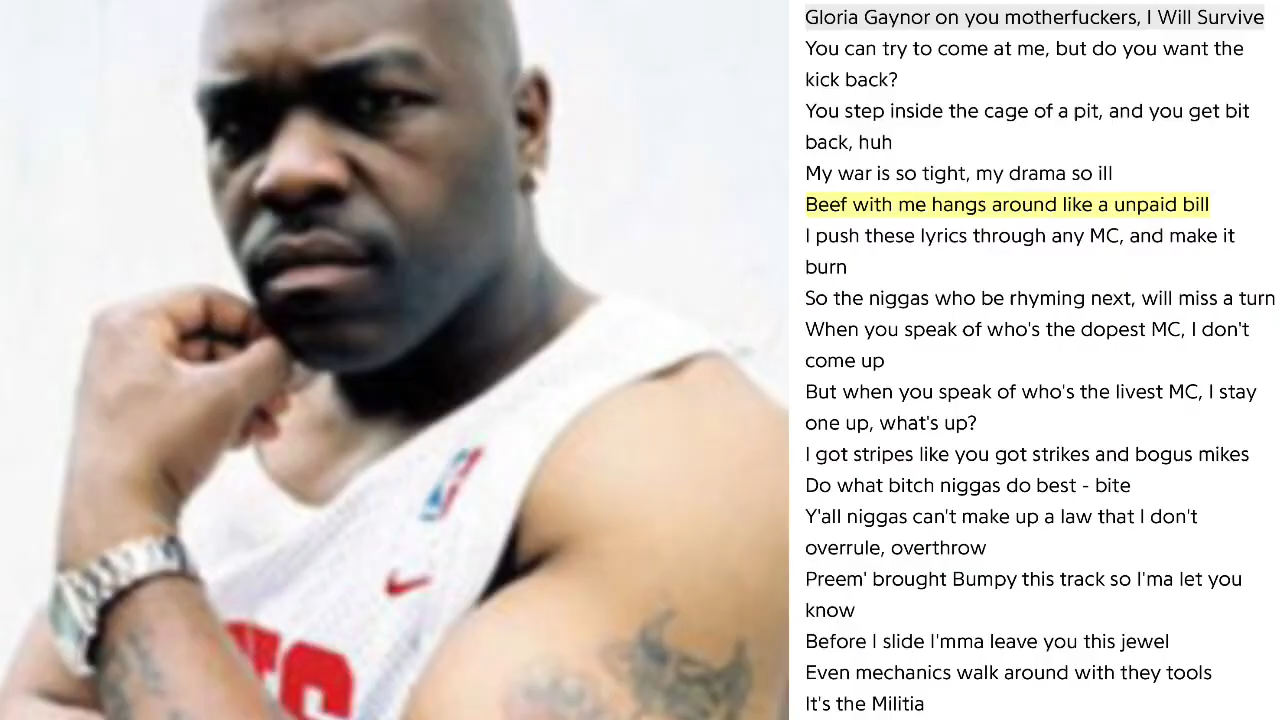 Gloria Gaynor on you motherfuckers, I Will Survive
You can try to come at me, but do you want the
kick back?
You step inside the cage of a pit, and you get bit
back, huh
My war is so tight, my drama so ill
Beef with me hangs around like a unpaid bill
I push these lyrics through any MC, and make it
burn
So the niggas who be rhyming next, will miss a turn
When you speak of who's the dopest MC, I don't
come up
But when you speak of who's the livest MC, I stay
one up, what's up?
I got stripes like you got strikes and bogus mikes
Do what bitch niggas do best - bite
Y'all niggas can't make up a law that I don't
overrule, overthrow
Preem' brought Bumpy this track so I'ma let you
know
Before I slide I'mma leave you this jewel
Even mechanics walk around with they tools
It's the Militia